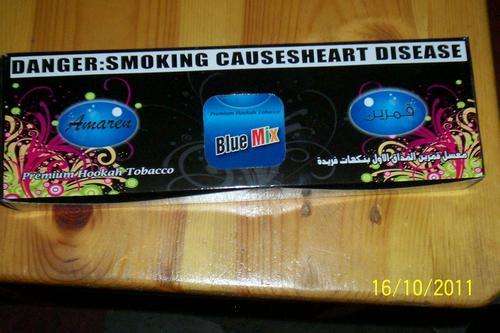 DANGER:SMOKING CAUSESHEART DISEASE
Amaren
Premium Hookah Tobacco
Blue Mix
قمرين
Premium Hookah Tobacco
معسل قمرين المذاق الأول بنكهات فريدة
16/10/2011